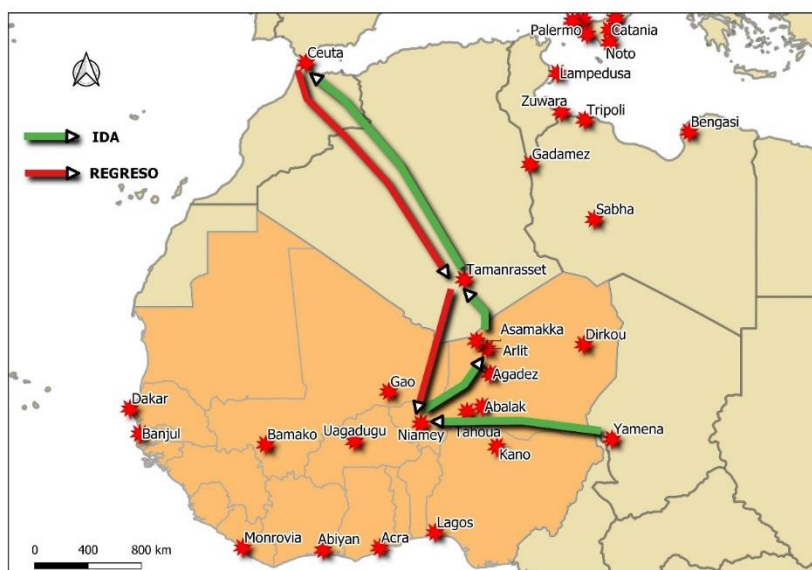 Palermo
Catania
Ceuta
Noto
Lampedusa
Zuwara
Tripoli
Bengasi
IDA
Gadamez
REGRESO
Sabha
Tamanrasset
Asamakka
Dirkou
Arlit
Gao
Agadez
Dakar
Abalak
Banjul
Bamako
Uagadugu
Niamey
Tahoua
Yamena
Kano
Lagos
Monrovia
Abiyan
Acra
0 400 800 km